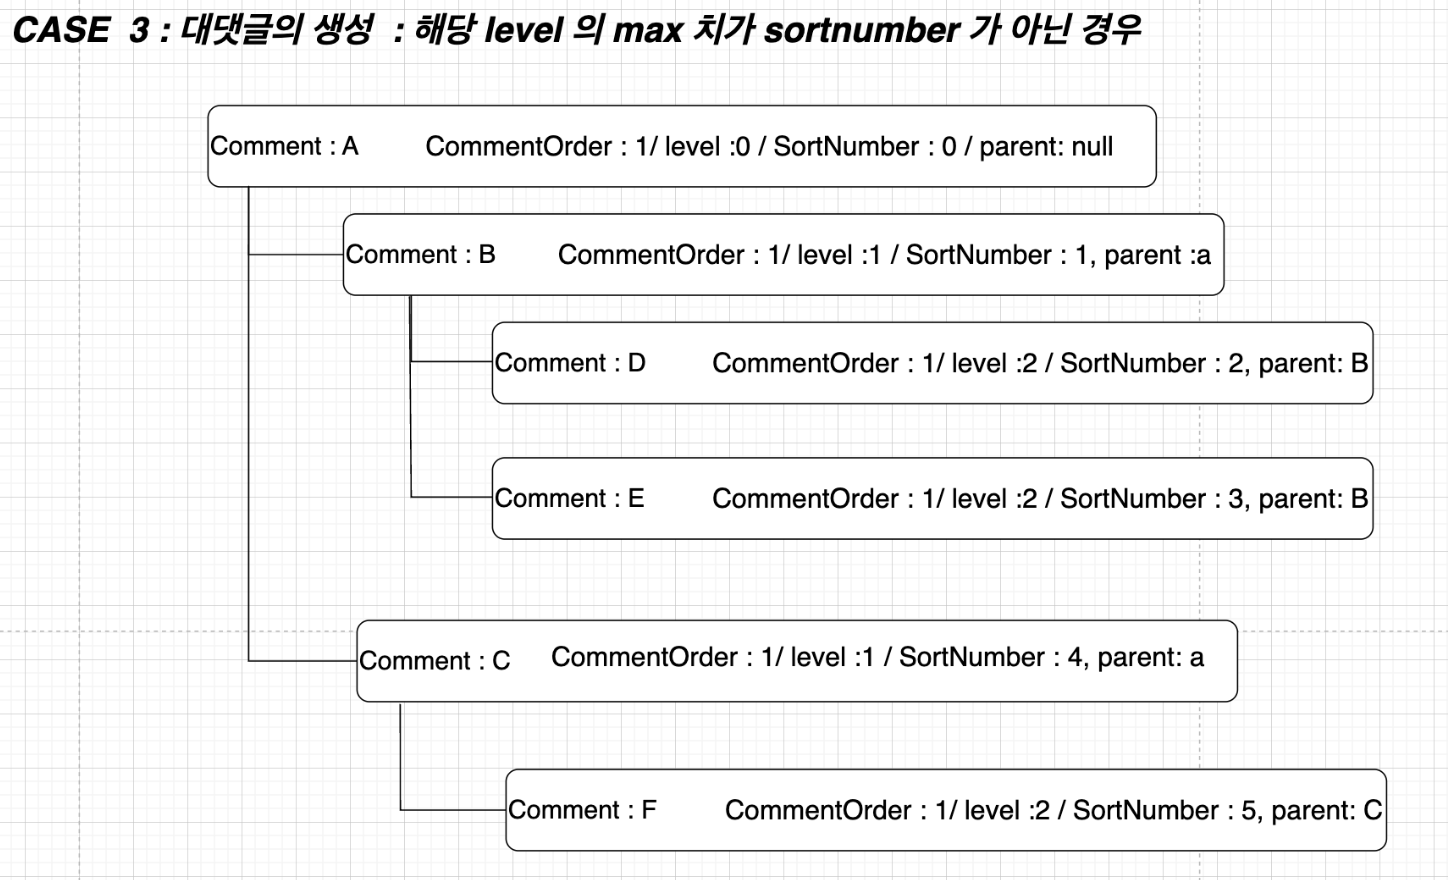 CASE 3 : 대댓글의 생성 : 해당 level 의 max 치가 sortnumber 가 아닌 경우
Comment : A CommentOrder : 1/ level :0 / SortNumber : 0 / parent: null
Comment : B CommentOrder : 1/ level :1 / SortNumber : 1, parent :a
Comment : D CommentOrder : 1/ level :2 / SortNumber : 2, parent: B
Comment : E CommentOrder : 1/ level :2 / SortNumber : 3, parent: B
Comment : C CommentOrder : 1/ level :1 / SortNumber : 4, parent: a
Comment : F CommentOrder : 1/ level :2 / SortNumber : 5, parent: C